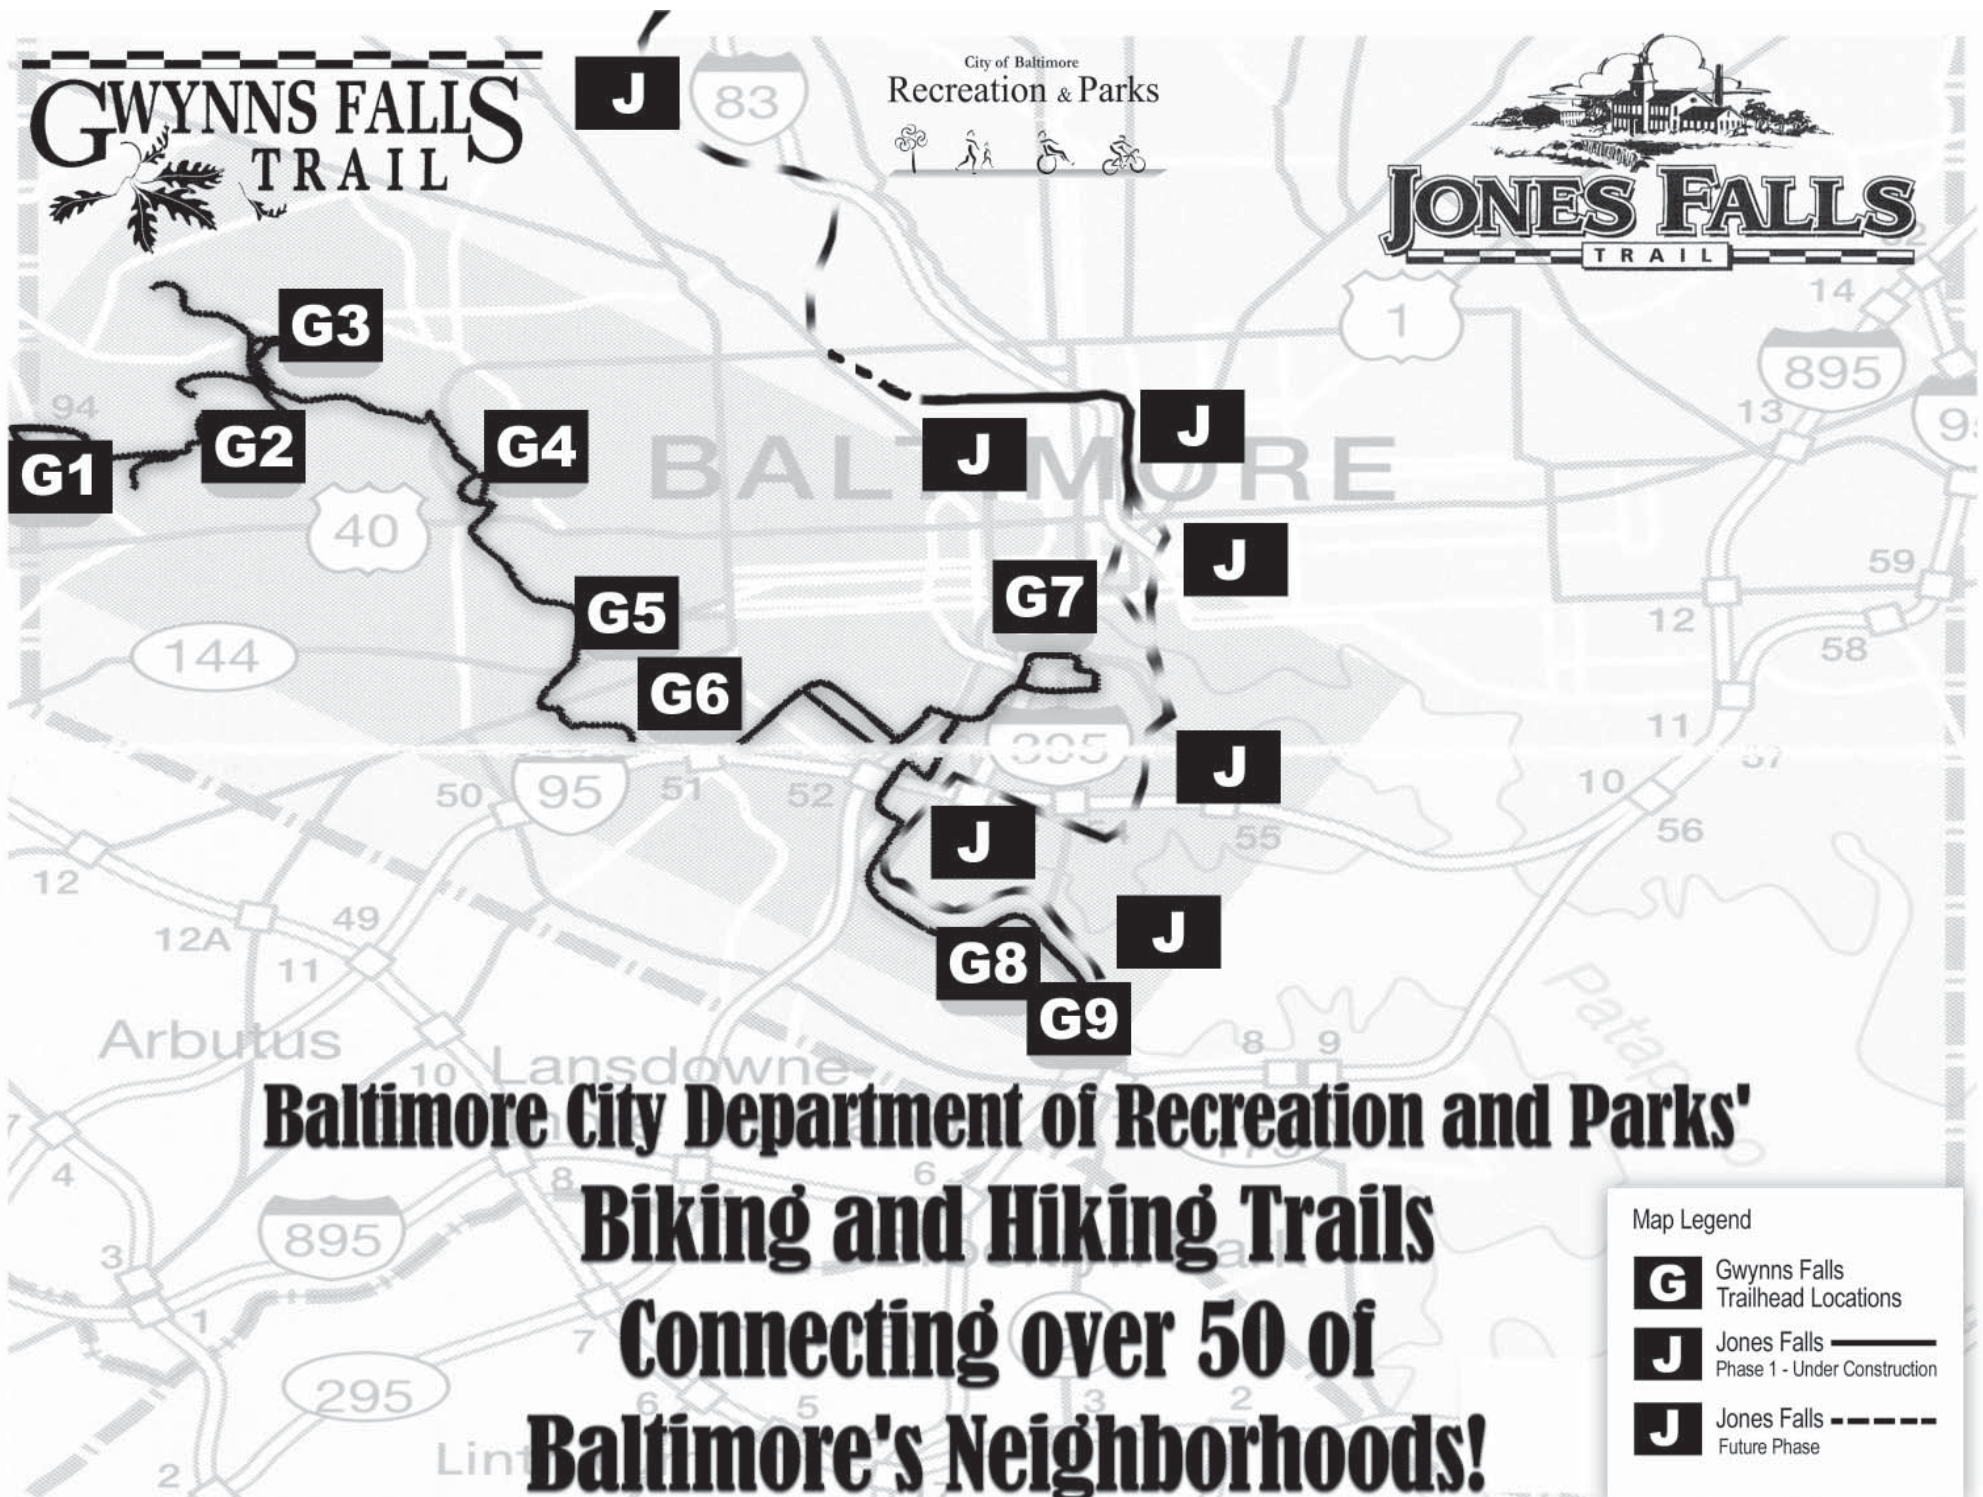 GWYNNS FALLS
TRAIL
J
83
City of Baltimore
Recreation & Parks
JONES FALLS
TRAIL
14
1
895
13
G3
94
G1
G2
G4
BALTIMORE
J
J
40
J
59
12
58
G7
G5
144
G6
395
11
57
10
56
J
50
95
51
52
J
55
12
12A
49
11
J
G8
G9
Arbutus
10
Lansdowne
8
9
Baltimore City Department of Recreation and Parks'
4
8
6
Biking and Hiking Trails
895
3
1
Connecting over 50 of
7
295
6
5
3
2
Baltimore's Neighborhoods!
2
Map Legend
G
Gwynns Falls
Trailhead Locations
J
Jones Falls
Phase 1 - Under Construction
J
Jones Falls
Future Phase